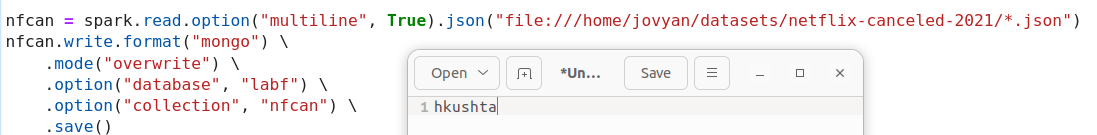 nfcan = spark.read.option("multiline", True).json("file:///home/jovyan/datasets/netflix-canceled-2021/*.json")
nfcan.write.format("mongo") \
    .mode("overwrite") \
    .option("database", "labf") \
    .option("collection", "nfcan") \
    .save()
Open *Un... Save
1 hkushta